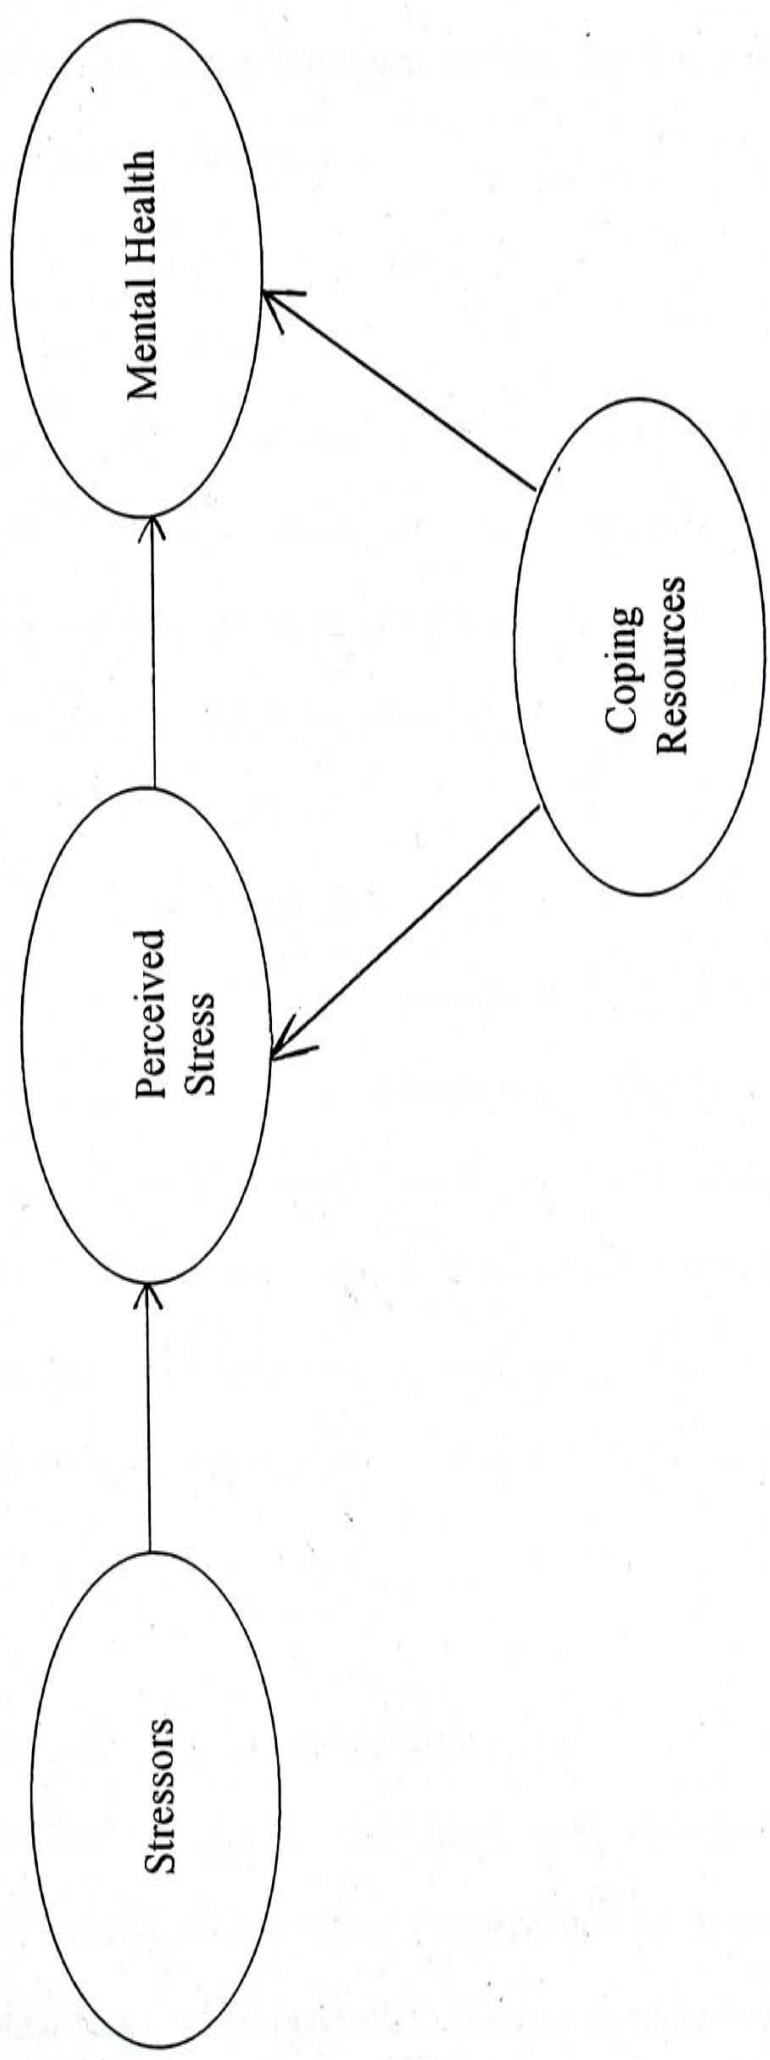 Stressors
Perceived
Stress
Mental Health
Coping
Resources